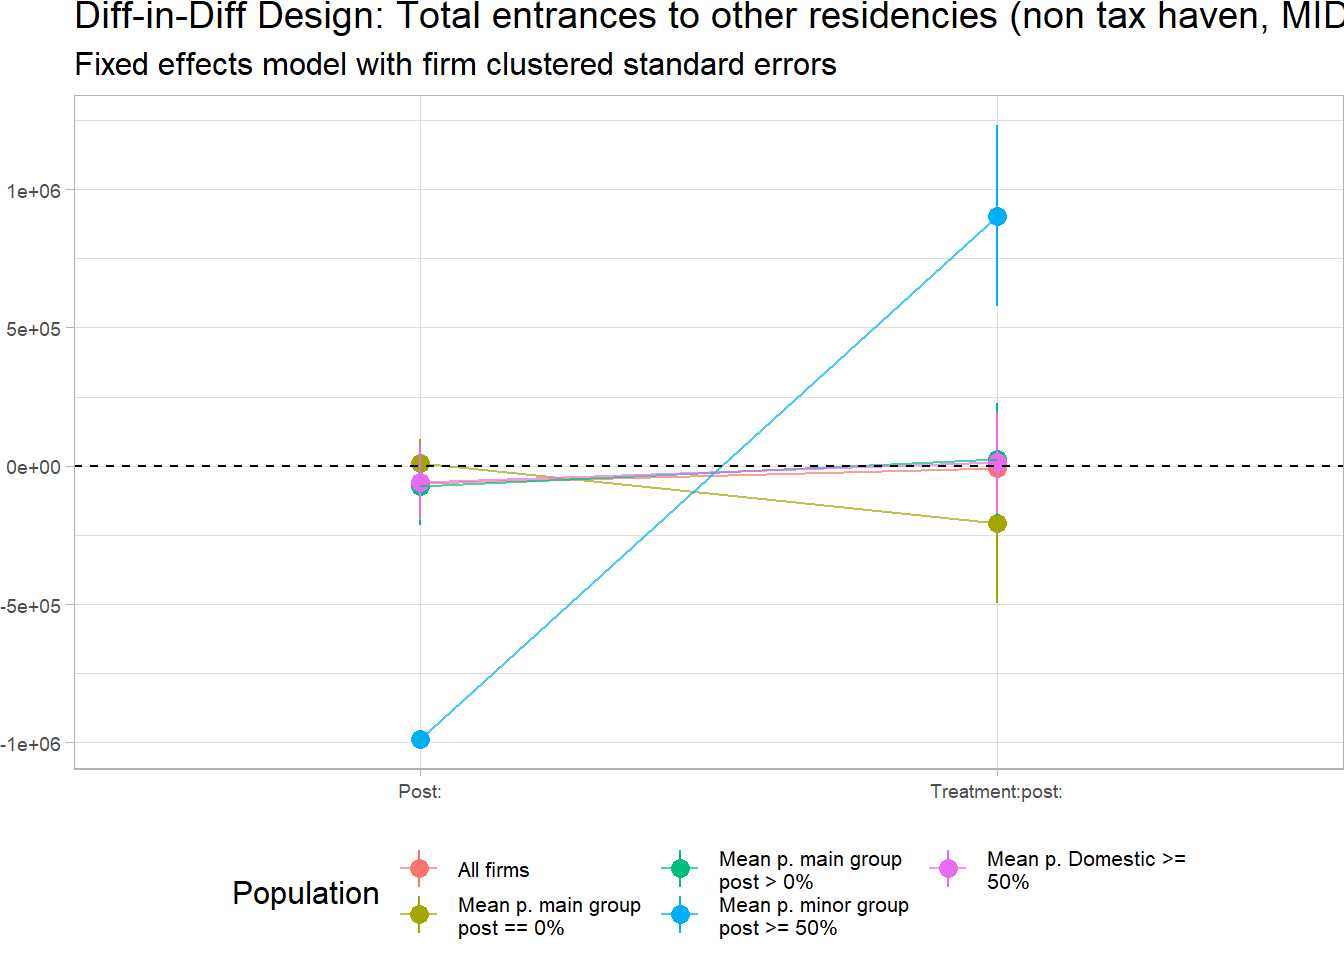 Diff-in-Diff Design: Total entrances to other residencies (non tax haven, MID
Fixed effects model with firm clustered standard errors
1e+06
5e+05
0e+00
-5e+05
-1e+06
Post:
Treatment:post:
Population
All firms
Mean p. main group
post == 0%
Mean p. main group
post > 0%
Mean p. minor group
post >= 50%
Mean p. Domestic >=
50%